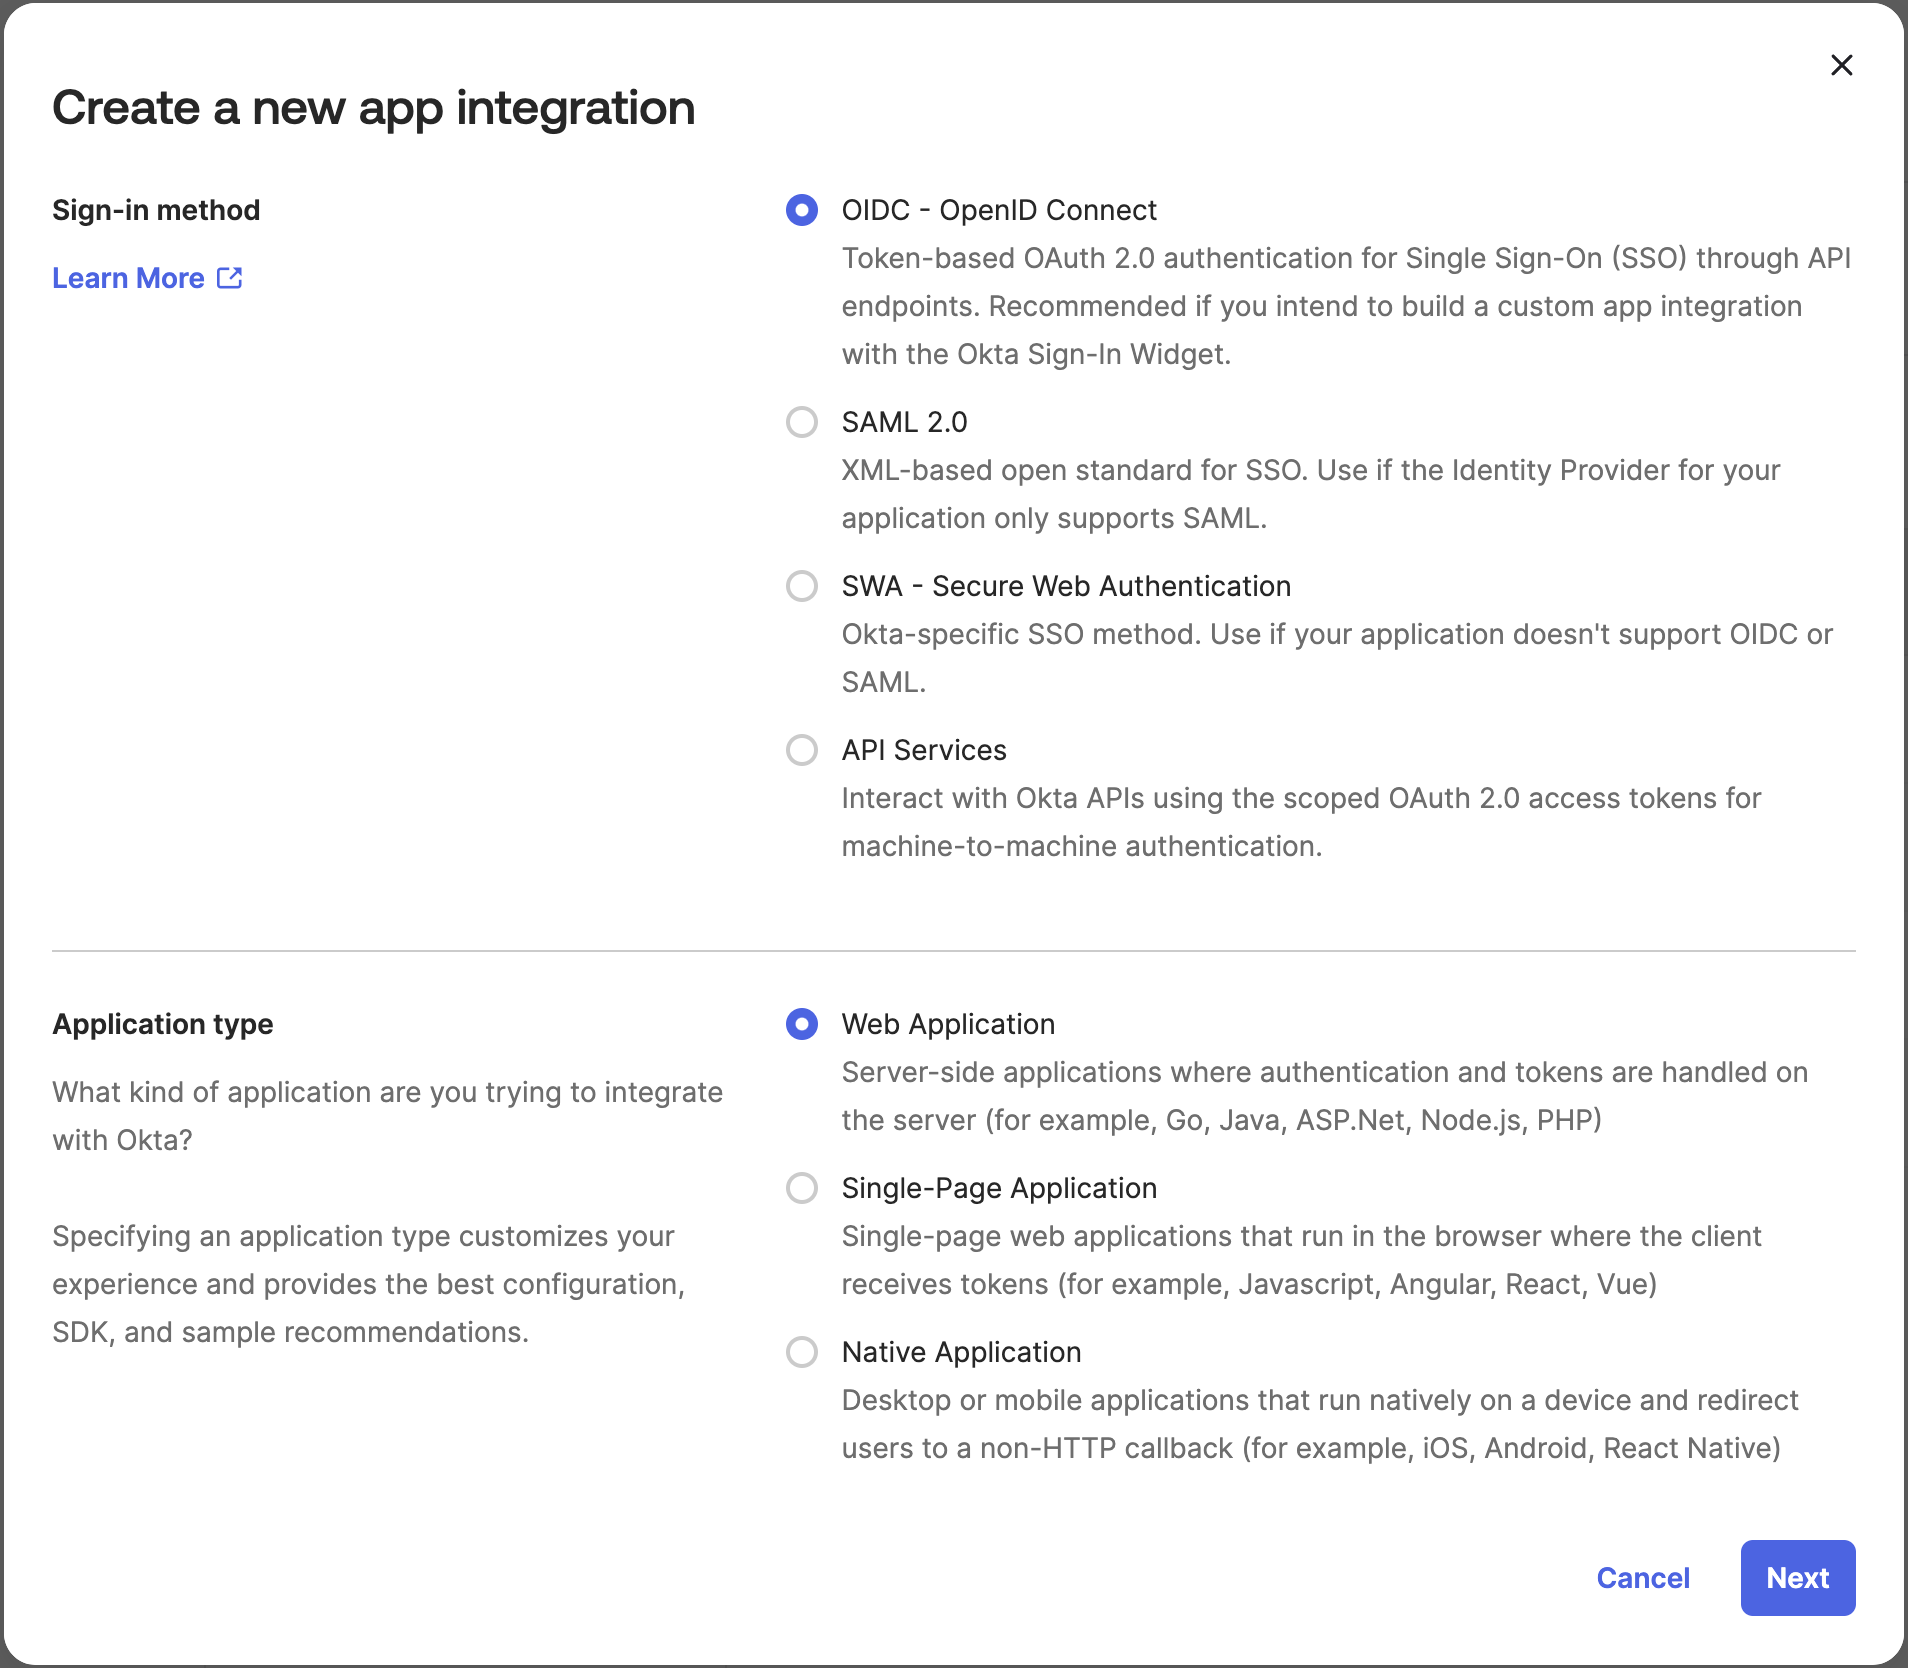 Create a new app integration
Sign-in method
Learn More
OIDC - OpenID Connect
Token-based OAuth 2.0 authentication for Single Sign-On (SSO) through API
endpoints. Recommended if you intend to build a custom app integration
with the Okta Sign-In Widget.
SAML 2.0
XML-based open standard for SSO. Use if the Identity Provider for your
application only supports SAML.
SWA - Secure Web Authentication
Okta-specific SSO method. Use if your application doesn't support OIDC or
SAML.
API Services
Interact with Okta APIs using the scoped OAuth 2.0 access tokens for
machine-to-machine authentication.
Application type
What kind of application are you trying to integrate
with Okta?
Specifying an application type customizes your
experience and provides the best configuration,
SDK, and sample recommendations.
Web Application
Server-side applications where authentication and tokens are handled on
the server (for example, Go, Java, ASP.Net, Node.js, PHP)
Single-Page Application
Single-page web applications that run in the browser where the client
receives tokens (for example, Javascript, Angular, React, Vue)
Native Application
Desktop or mobile applications that run natively on a device and redirect
users to a non-HTTP callback (for example, iOS, Android, React Native)
Cancel
Next